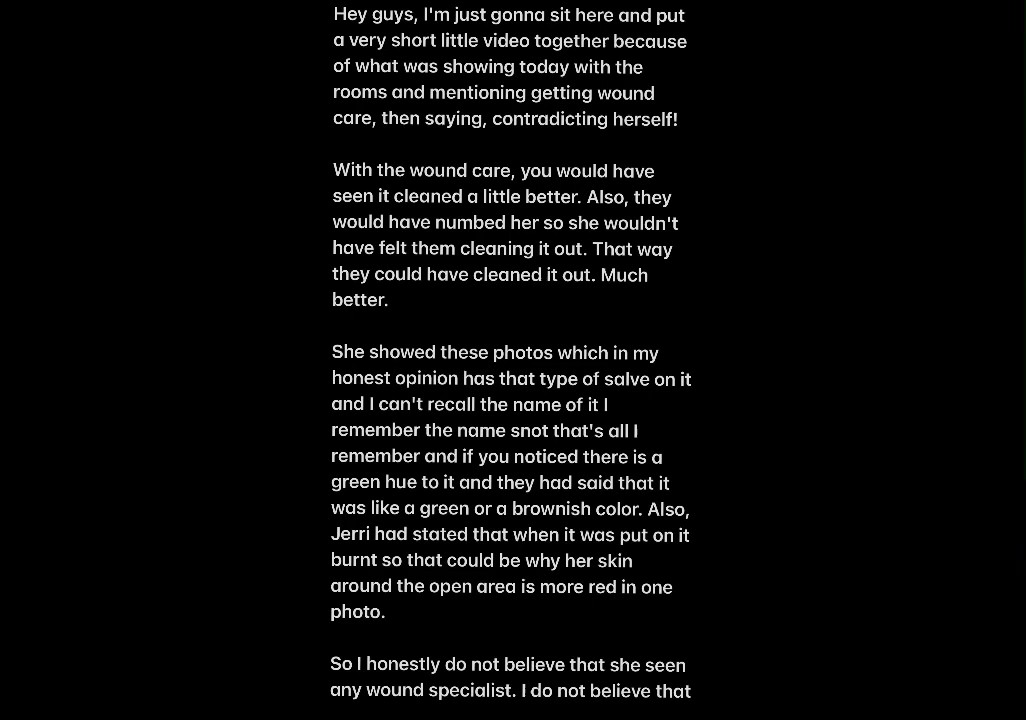 Hey guys, I'm just gonna sit here and put
a very short little video together because
of what was showing today with the
rooms and mentioning getting wound
care, then saying, contradicting herself!
With the wound care, you would have
seen it cleaned a little better. Also, they
would have numbed her so she wouldn't
have felt them cleaning it out. That way
they could have cleaned it out. Much
better.
She showed these photos which in my
honest opinion has that type of salve on it
and I can't recall the name of it I
remember the name snot that's all I
remember and if you noticed there is a
green hue to it and they had said that it
was like a green or a brownish color. Also,
Jerri had stated that when it was put on it
burnt so that could be why her skin
around the open area is more red in one
photo.
So I honestly do not believe that she seen
any wound specialist. I do not believe that